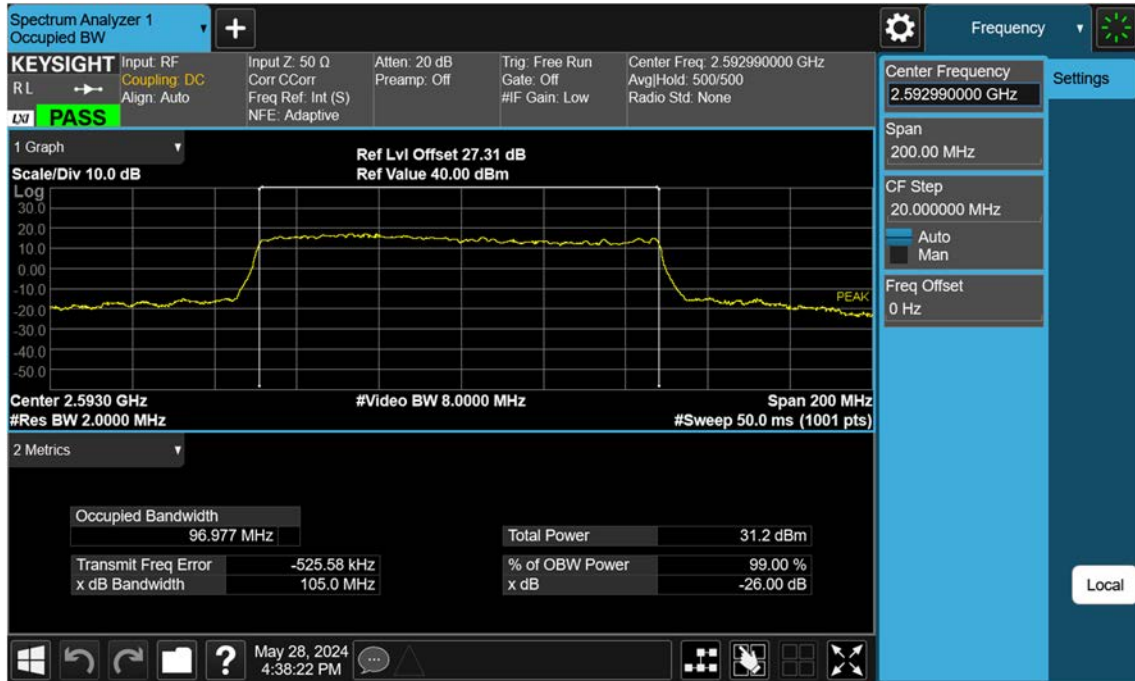 Spectrum Analyzer 1
Occupied BW
Frequency
KEYSIGHT
R L
LXI PASS
Input: RF
Coupling: DC
Align: Auto
Input Z: 50 Ω
Corr CCorr
Freq Ref: Int (S)
NFE: Adaptive
Atten: 20 dB
Preamp: Off
Trig: Free Run
Gate: Off
#IF Gain: Low
Center Freq: 2.592990000 GHz
Avg|Hold: 500/500
Radio Std: None
Center Frequency
2.592990000 GHz
Settings
Span
200.00 MHz
CF Step
20.000000 MHz
Auto
Man
Freq Offset
0 Hz
Local
1 Graph
Scale/Div 10.0 dB
Ref Lvl Offset 27.31 dB
Ref Value 40.00 dBm
Log
30.0
20.0
10.0
0.00
-10.0
-20.0
-30.0
-40.0
-50.0
PEAK
Center 2.5930 GHz
#Video BW 8.0000 MHz
Span 200 MHz
#Res BW 2.0000 MHz
#Sweep 50.0 ms (1001 pts)
2 Metrics
Occupied Bandwidth
96.977 MHz
Total Power 31.2 dBm
Transmit Freq Error -525.58 kHz
% of OBW Power 99.00 %
x dB Bandwidth 105.0 MHz
x dB -26.00 dB
May 28, 2024
4:38:22 PM